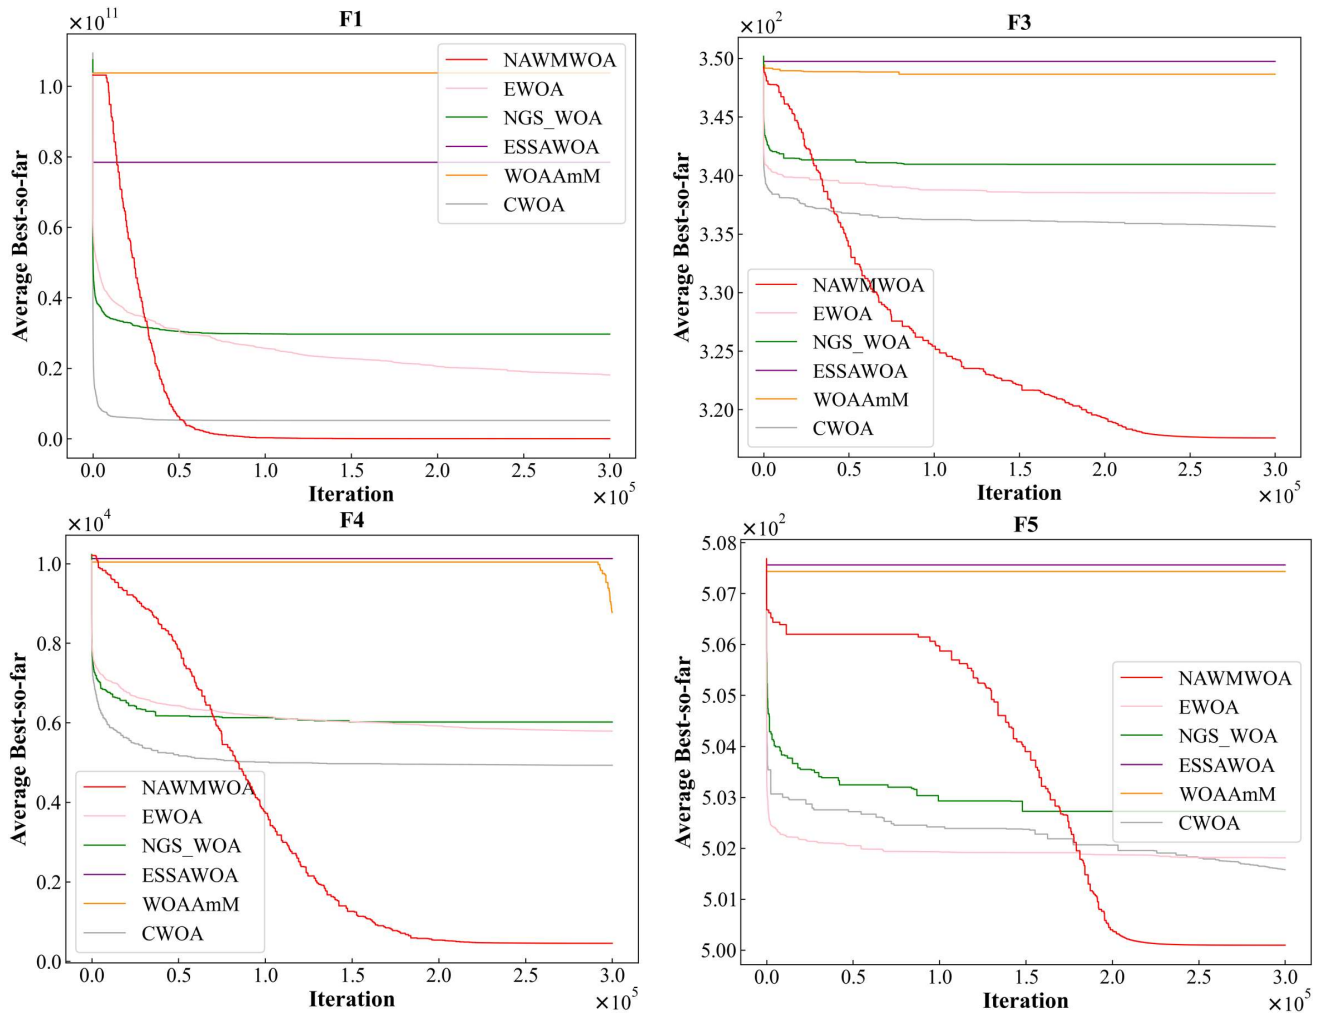 ×10¹¹
F1
Average Best-so-far
1.0
0.8
0.6
0.4
0.2
0.0
NAWMWOA
EWOA
NGS_WOA
ESSAWOA
WOAAmM
CWOA
0.0 0.5 1.0 1.5 2.0 2.5 3.0
Iteration
×10⁵
×10²
F3
Average Best-so-far
3.50
3.45
3.40
3.35
3.30
3.25
3.20
NAWMWOA
EWOA
NGS_WOA
ESSAWOA
WOAAmM
CWOA
0.0 0.5 1.0 1.5 2.0 2.5 3.0
Iteration
×10⁵
×10⁴
F4
Average Best-so-far
1.0
0.8
0.6
0.4
0.2
0.0
NAWMWOA
EWOA
NGS_WOA
ESSAWOA
WOAAmM
CWOA
0.0 0.5 1.0 1.5 2.0 2.5 3.0
Iteration
×10⁵
×10²
F5
Average Best-so-far
5.08
5.07
5.06
5.05
5.04
5.03
5.02
5.01
5.00
NAWMWOA
EWOA
NGS_WOA
ESSAWOA
WOAAmM
CWOA
0.0 0.5 1.0 1.5 2.0 2.5 3.0
Iteration
×10⁵